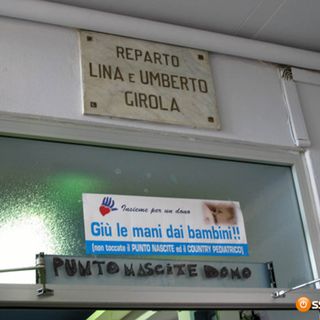 REPARTO
LINA E UMBERTO
GIROLA
Insieme per un dono
Giù le mani dai bambini!!
(non toccate il PUNTO NASCITE ed il COUNTRY PEDIATRICO)
PUNTO NASCITE DOMO